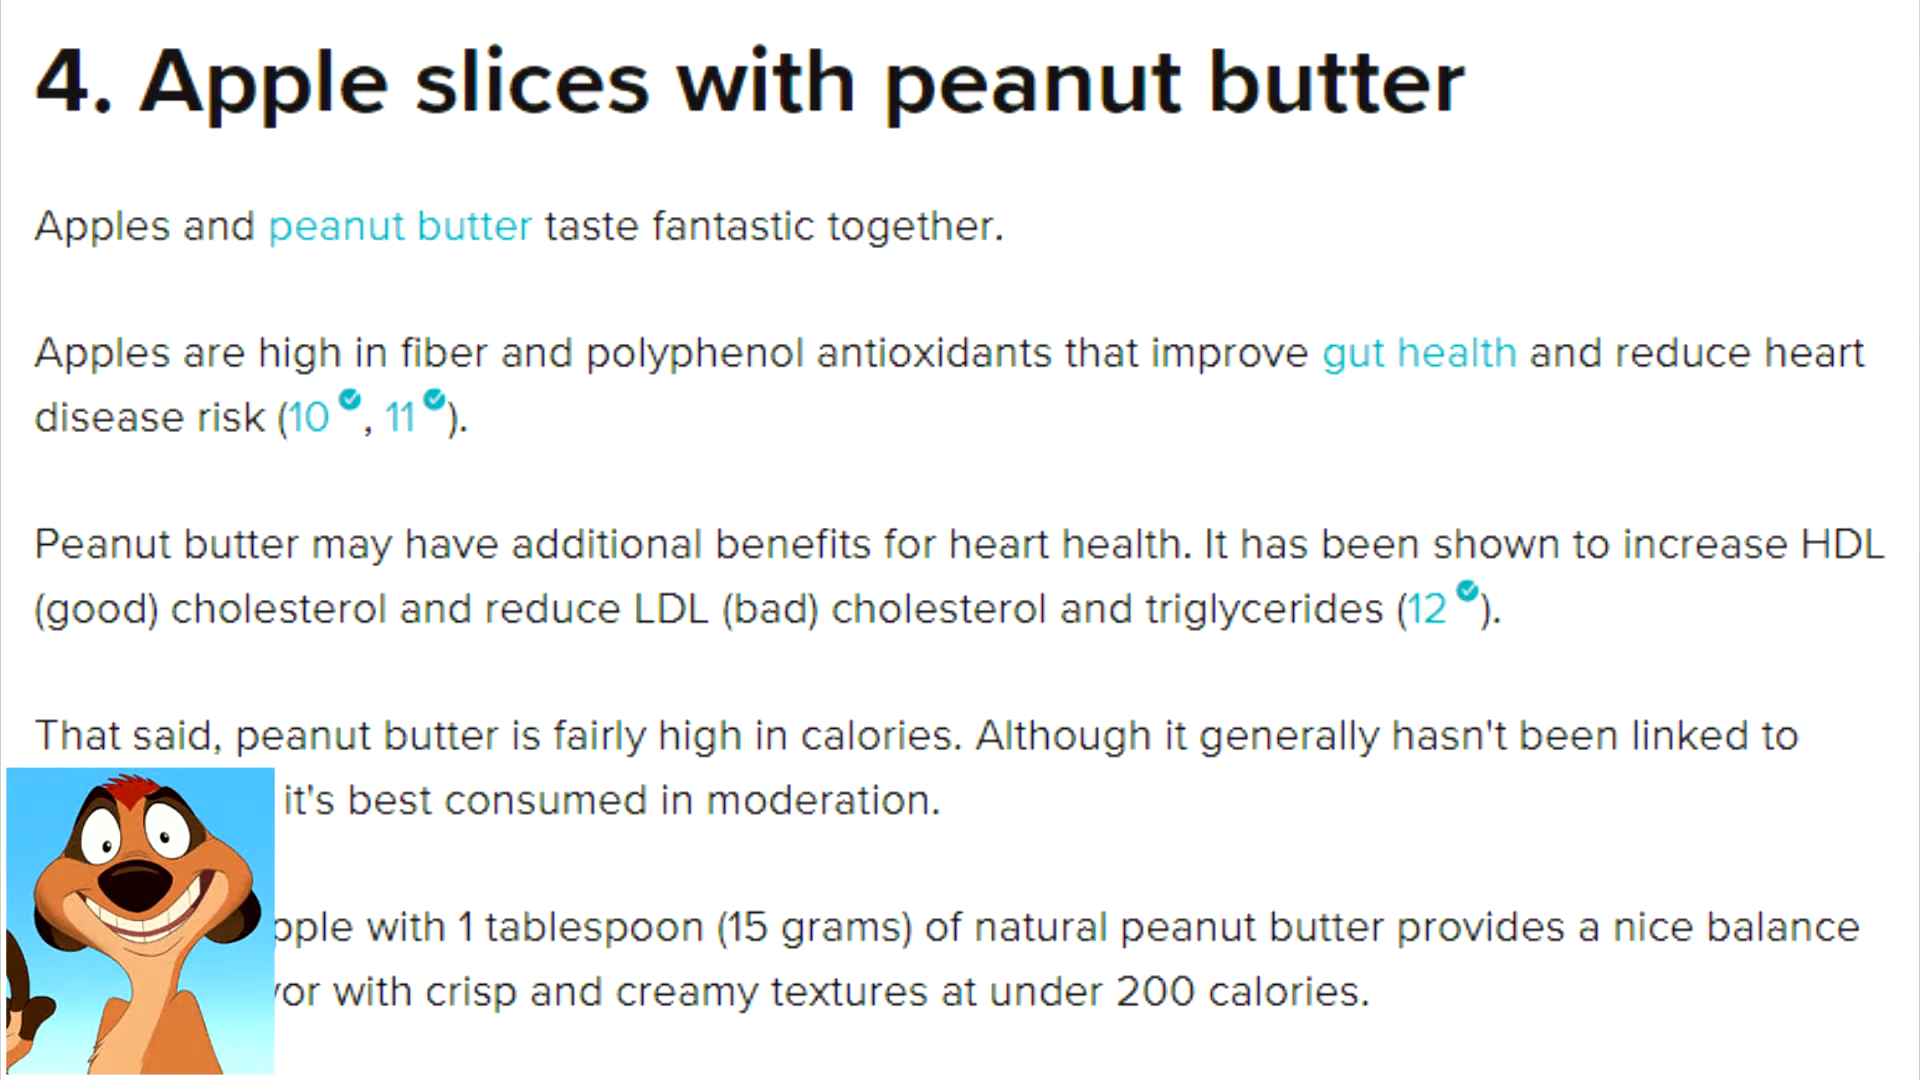 4. Apple slices with peanut butter
Apples and peanut butter taste fantastic together.
Apples are high in fiber and polyphenol antioxidants that improve gut health and reduce heart
disease risk (10, 11).
Peanut butter may have additional benefits for heart health. It has been shown to increase HDL
(good) cholesterol and reduce LDL (bad) cholesterol and triglycerides (12).
That said, peanut butter is fairly high in calories. Although it generally hasn't been linked to
it's best consumed in moderation.
with 1 tablespoon (15 grams) of natural peanut butter provides a nice balance
with crisp and creamy textures at under 200 calories.